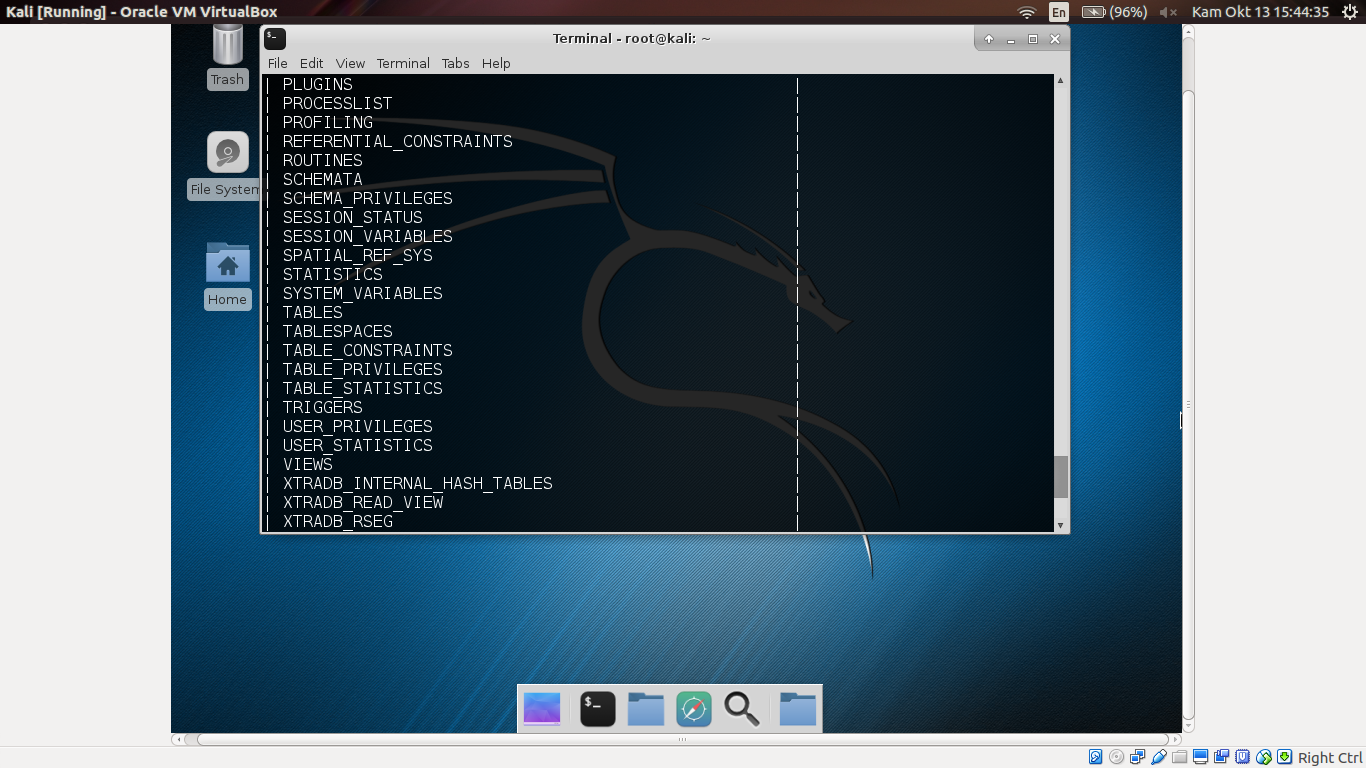 Kali [Running] - Oracle VM VirtualBox
En
(96%)
Kam Okt 13 15:44:35
Trash
File System
Home
Terminal - root@kali: ~
File Edit View Terminal Tabs Help
| PLUGINS |
| PROCESSLIST |
| PROFILING |
| REFERENTIAL_CONSTRAINTS |
| ROUTINES |
| SCHEMATA |
| SCHEMA_PRIVILEGES |
| SESSION_STATUS |
| SESSION_VARIABLES |
| SPATIAL_REF_SYS |
| STATISTICS |
| SYSTEM_VARIABLES |
| TABLES |
| TABLESPACES |
| TABLE_CONSTRAINTS |
| TABLE_PRIVILEGES |
| TABLE_STATISTICS |
| TRIGGERS |
| USER_PRIVILEGES |
| USER_STATISTICS |
| VIEWS |
| XTRADB_INTERNAL_HASH_TABLES |
| XTRADB_READ_VIEW |
| XTRADB_RSEG |
$-
Right Ctrl